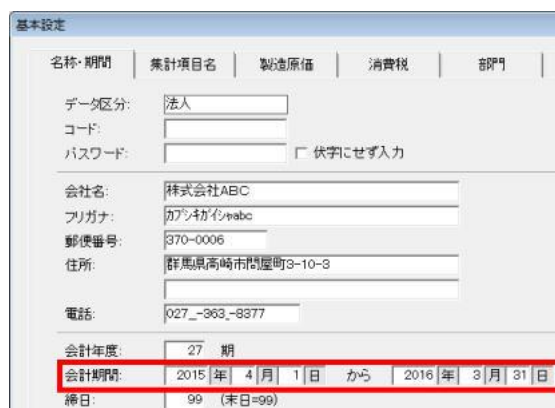 基本設定
名称・期間 集計項目名 製造原価 消費税 部門
データ区分: 法人
コード:
パスワード: 伏字にせず入力
会社名: 株式会社ABC
フリガナ: カブシキガイシャabc
郵便番号: 370-0006
住所: 群馬県高崎市問屋町3-10-3
電話: 027_-363_-8377
会計年度: 27 期
会計期間: 2015 年 4 月 1 日 から 2016 年 3 月 31 日
締日: 99 (末日=99)